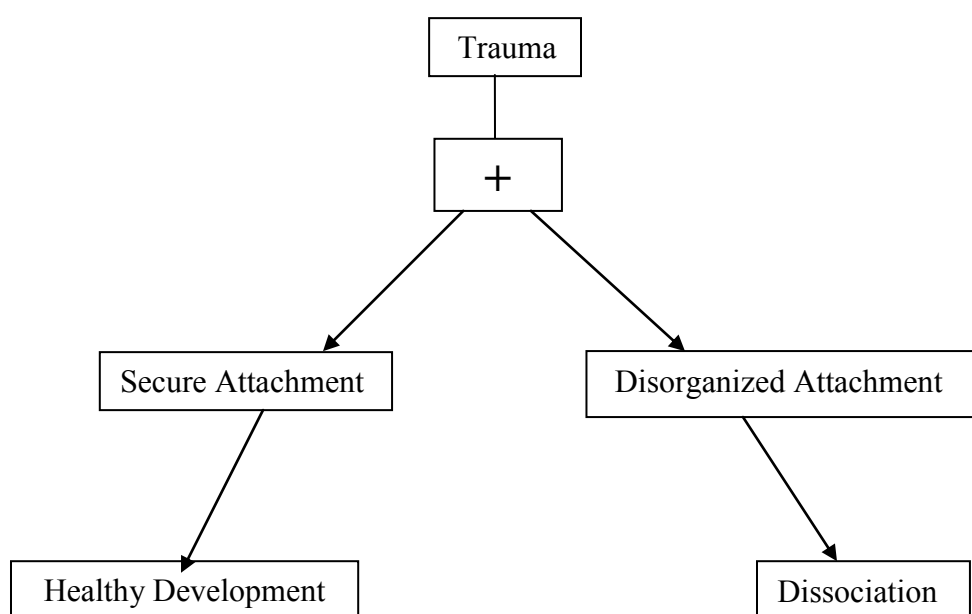 Trauma
+
Secure Attachment
Disorganized Attachment
Healthy Development
Dissociation